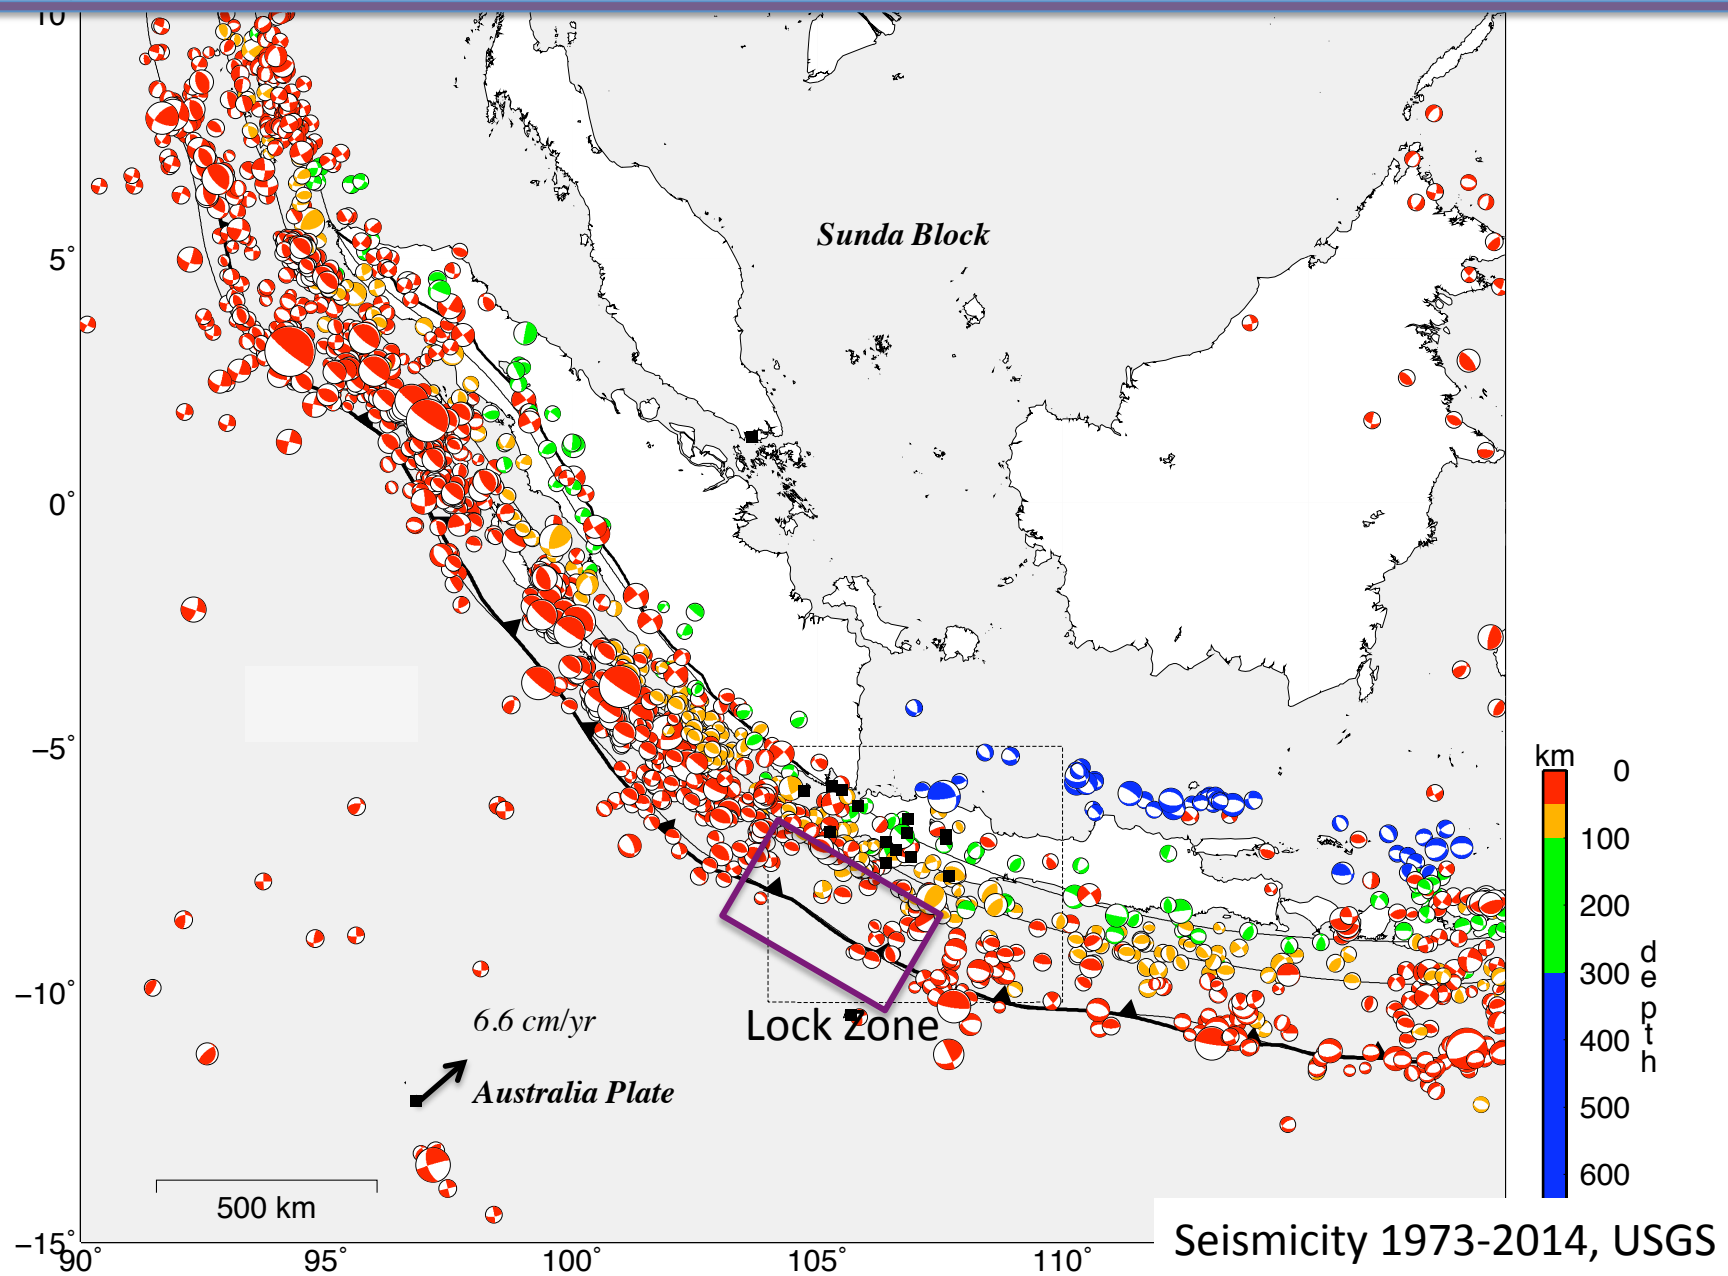 10°
5°
0°
−5°
−10°
−15°
90°
95°
100°
105°
110°
Sunda Block
6.6 cm/yr
Australia Plate
Lock Zone
500 km
km
0
100
200
300
400
500
600
depth
Seismicity 1973-2014, USGS